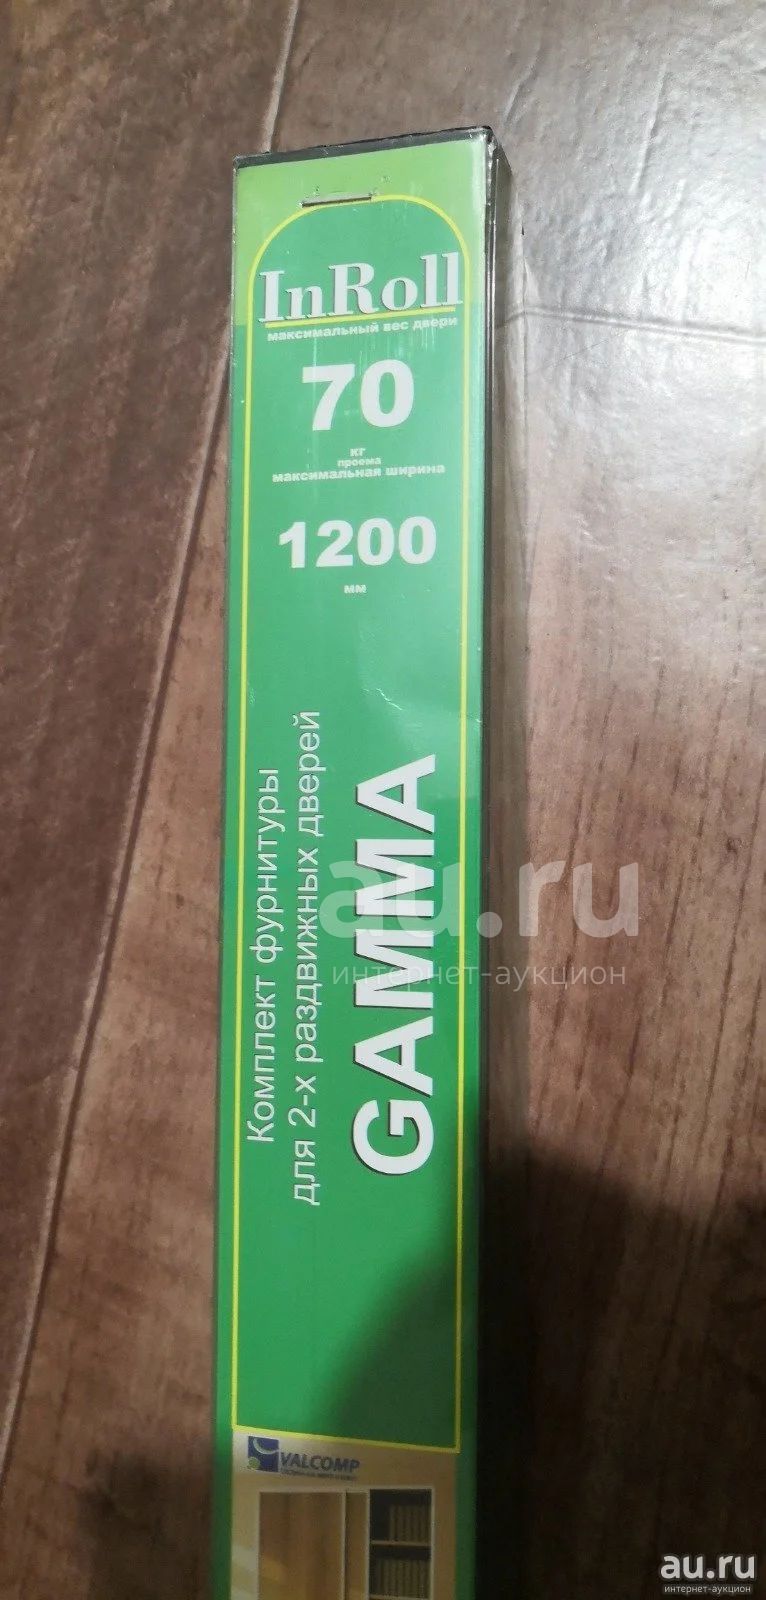 InRoll
максимальный вес двери
70
кг
проема
максимальная ширина
1200
мм
Комплект фурнитуры
для 2-х раздвижных дверей
GAMMA
au.ru
интернет-аукцион
VALCOMP
au.ru
интернет-аукцион